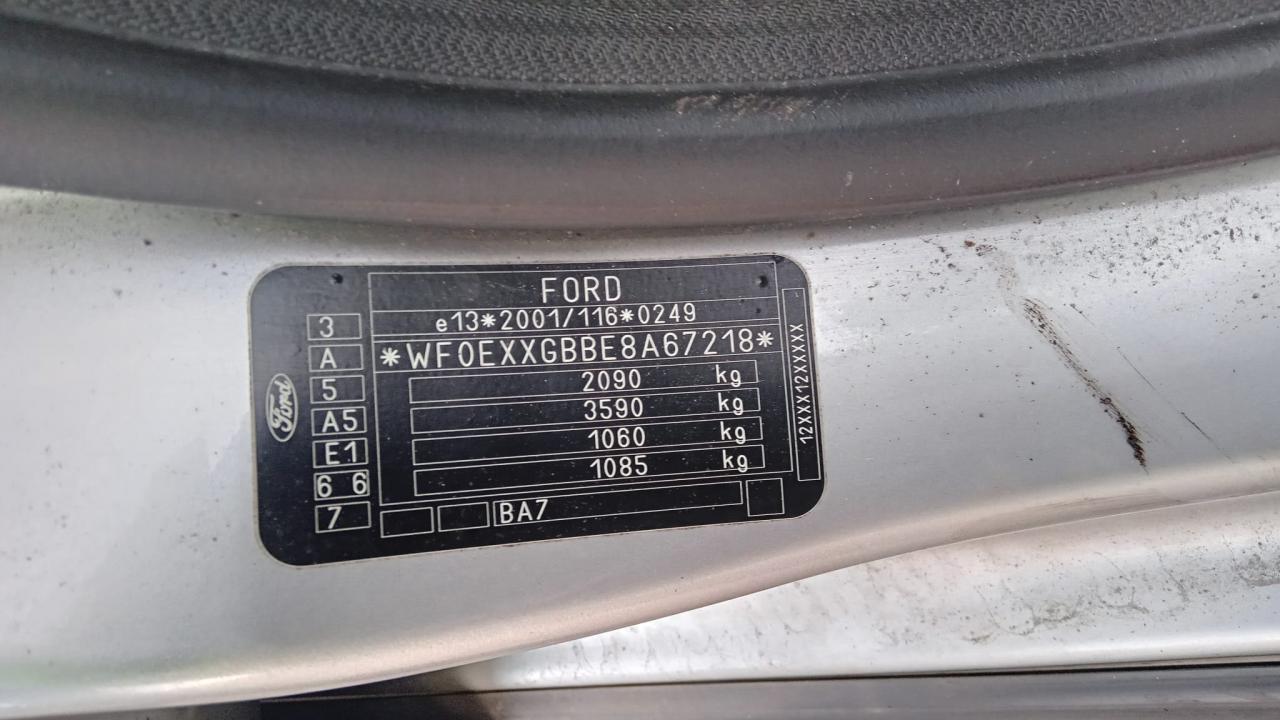 FORD
e13*2001/116*0249
*WF0EXXGBBE8A67218*
2090 kg
3590 kg
1060 kg
1085 kg
BA7
3
A
5
A5
E1
6 6
7
Ford
12XXX12XXXXX